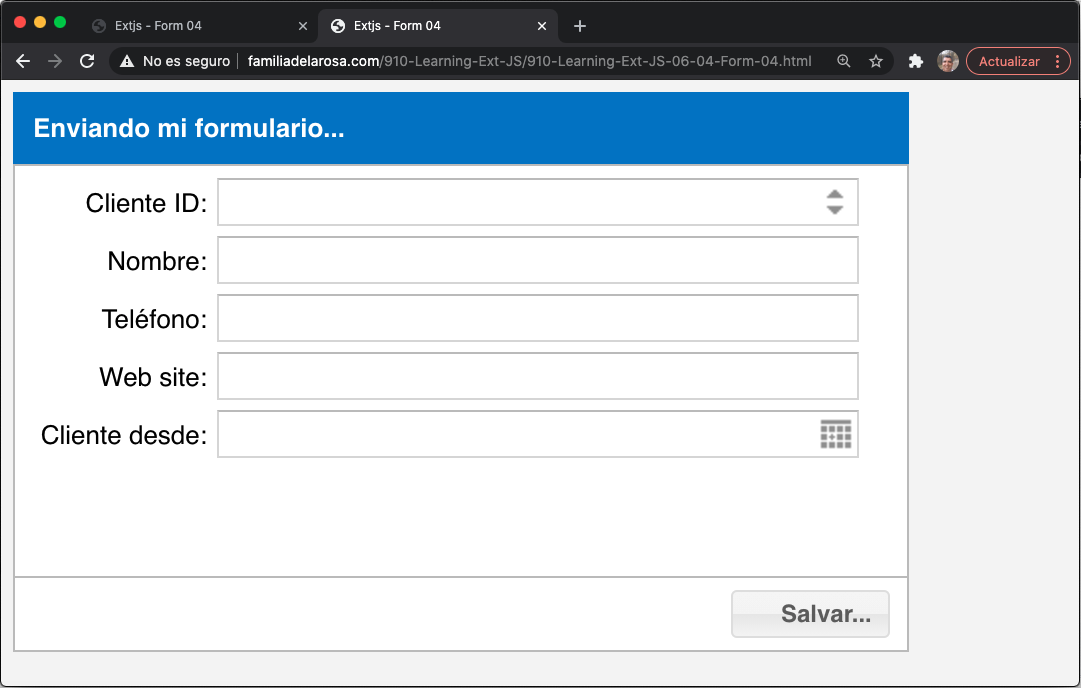 Extjs - Form 04
Extjs - Form 04
No es seguro
familiadelarosa.com/910-Learning-Ext-JS/910-Learning-Ext-JS-06-04-Form-04.html
Actualizar
Enviando mi formulario...
Cliente ID:
Nombre:
Teléfono:
Web site:
Cliente desde:
Salvar...